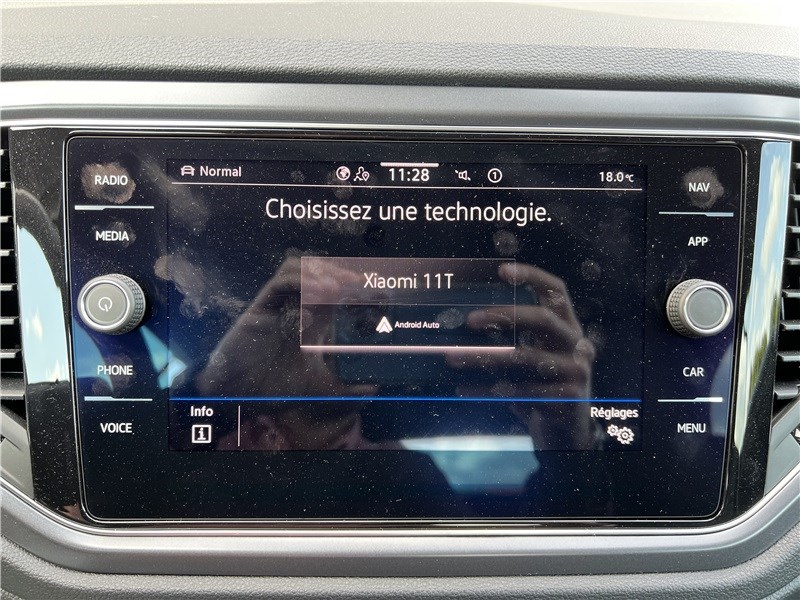 RADIO
MEDIA
PHONE
VOICE
Normal
11:28
1
18.0°C
Choisissez une technologie.
Xiaomi 11T
Android Auto
Info
i
Réglages
NAV
APP
CAR
MENU